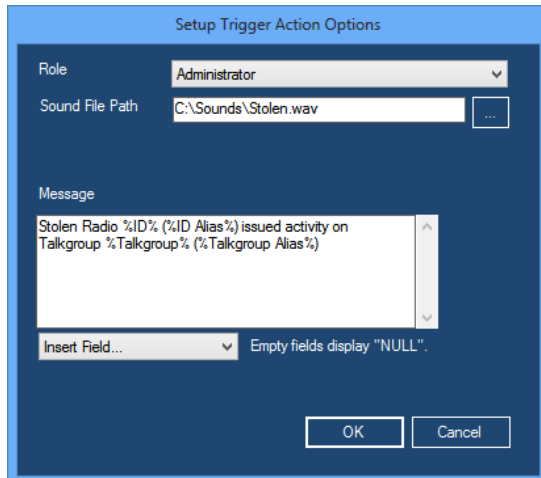 Setup Trigger Action Options
Role
Administrator
Sound File Path
C:\Sounds\Stolen.wav
...
Message
Stolen Radio %ID% (%ID Alias%) issued activity on
Talkgroup %Talkgroup% (%Talkgroup Alias%)
Insert Field...
Empty fields display "NULL".
OK
Cancel